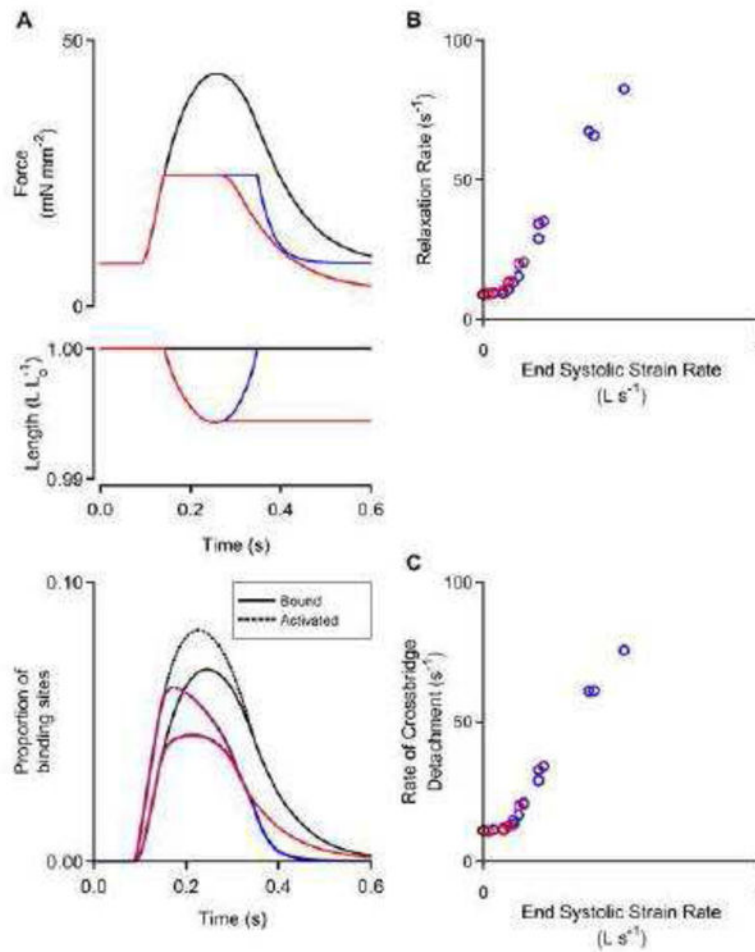 A
50
Force
(mN mm⁻²)
0
1.00
Length (L L₀⁻¹)
0.99
0.0 0.2 0.4 0.6
Time (s)
0.10
Bound
Activated
Proportion of
binding sites
0.00
0.0 0.2 0.4 0.6
Time (s)
B
100
Relaxation Rate (s⁻¹)
50
0
0
End Systolic Strain Rate
(L s⁻¹)
C
100
Rate of Crossbridge
Detachment (s⁻¹)
50
0
0
End Systolic Strain Rate
(L s⁻¹)